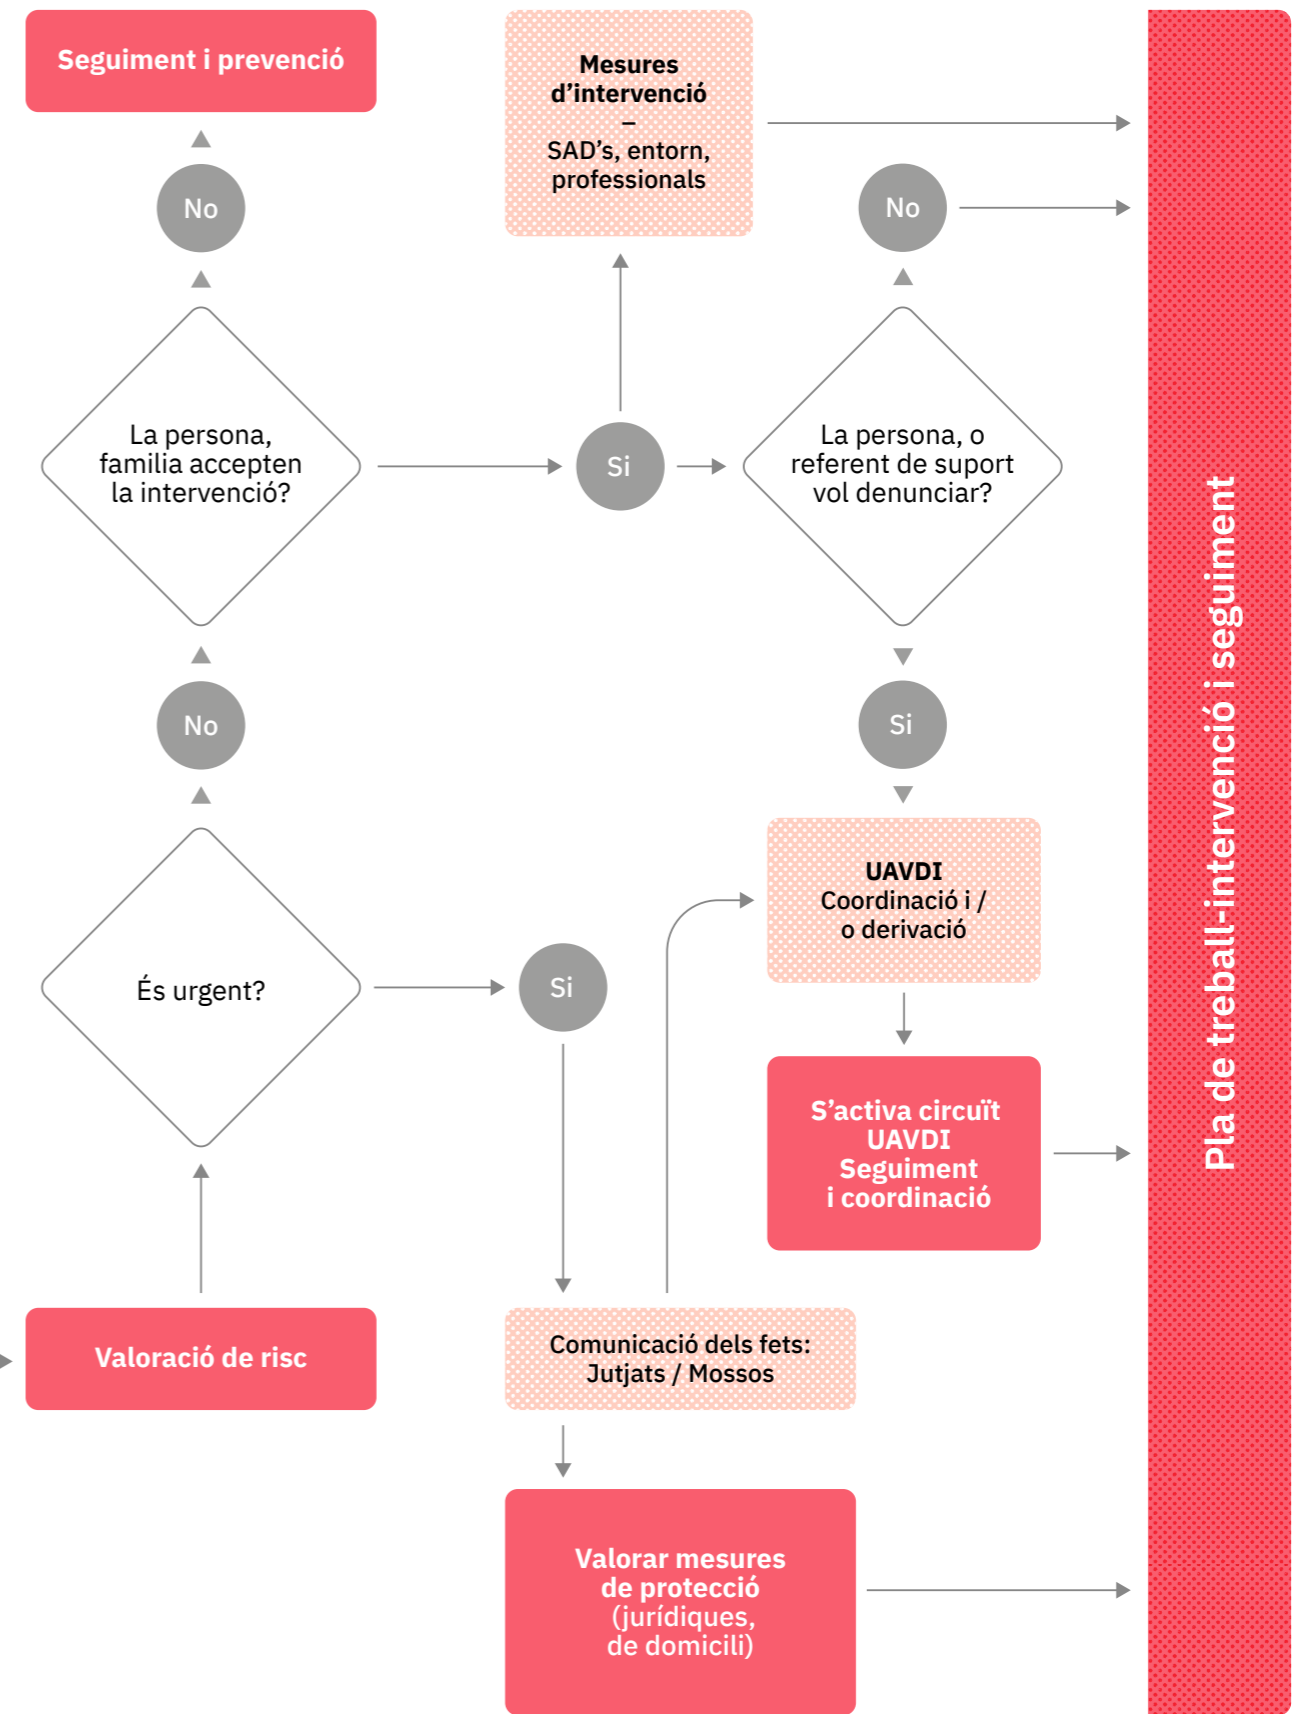 Seguiment i prevenció
Mesures
d’intervenció
–
SAD’s, entorn,
professionals
No
No
La persona,
familia accepten
la intervenció?
Si
La persona, o
referent de suport
vol denunciar?
No
Si
UAVDI
Coordinació i /
o derivació
És urgent?
Si
S’activa circuït
UAVDI
Seguiment
i coordinació
Valoració de risc
Comunicació dels fets:
Jutjats / Mossos
Valorar mesures
de protecció
(jurídiques,
de domicili)
Pla de treball-intervenció i seguiment